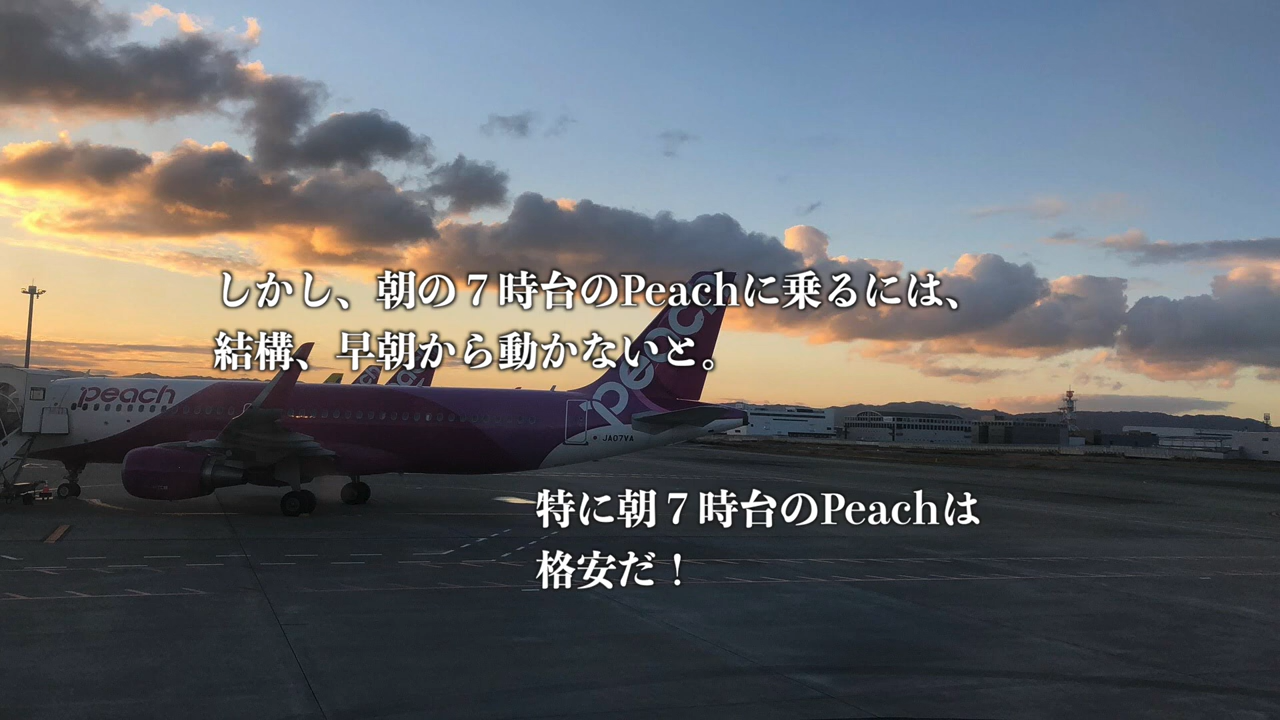 しかし、朝の７時台のPeachに乗るには、
結構、早朝から動かないと。
peach
peach
JA07VA
特に朝７時台のPeachは
格安だ！